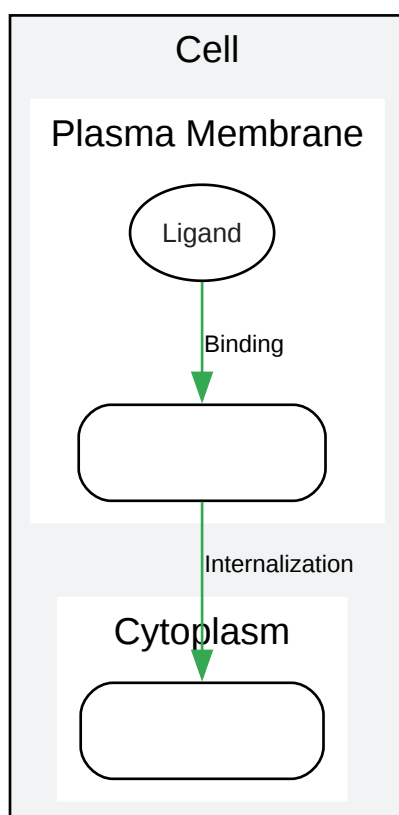 Cell
Plasma Membrane
Ligand
Binding
Internalization
Cytoplasm